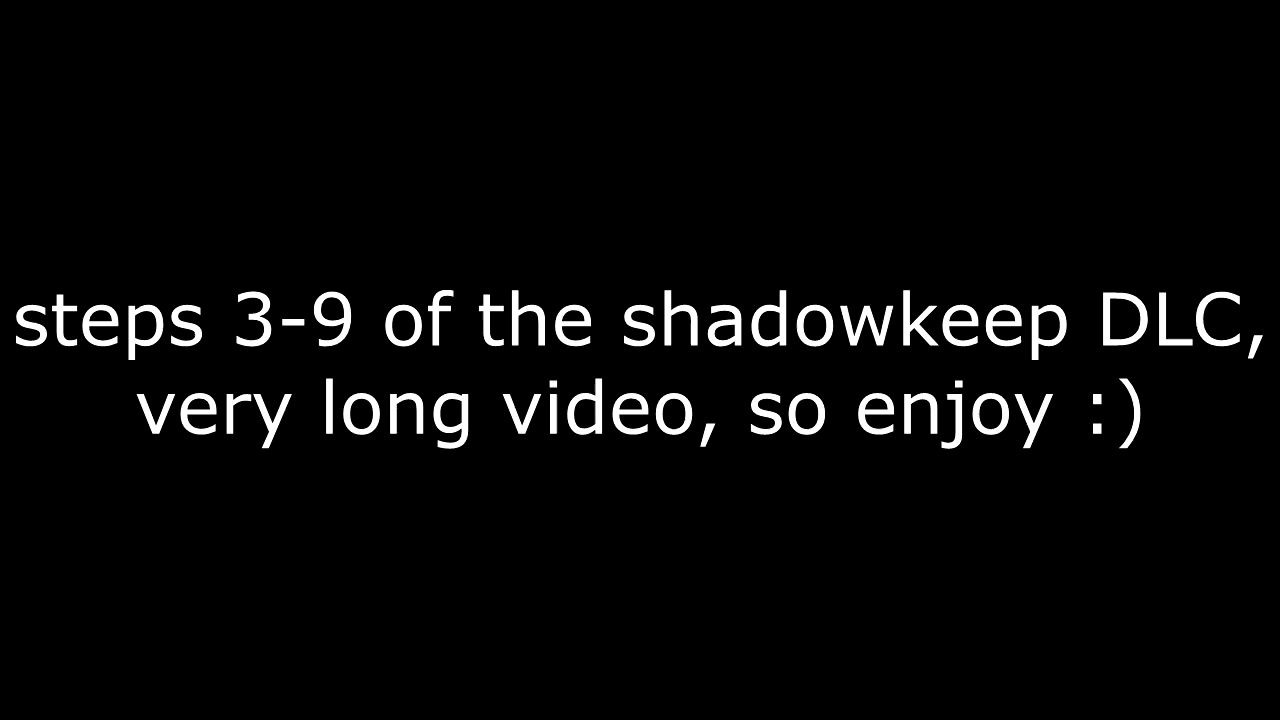 steps 3-9 of the shadowkeep DLC,
very long video, so enjoy :)